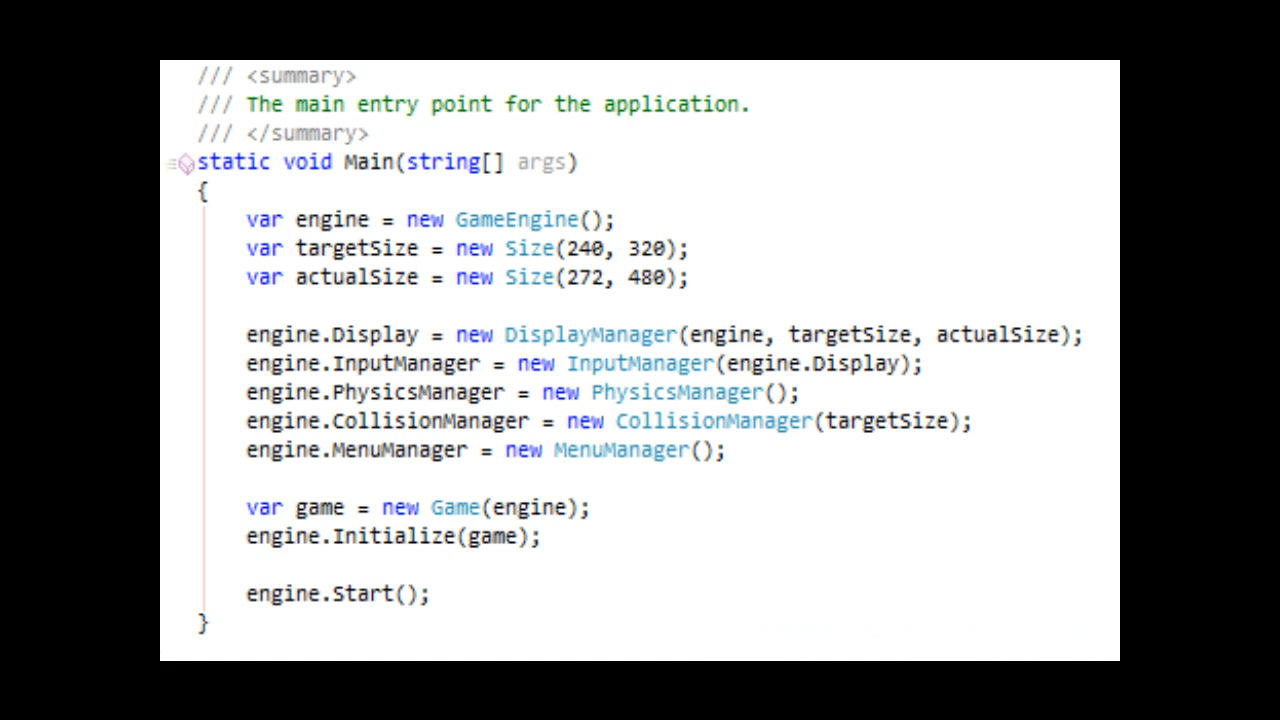 /// <summary>
/// The main entry point for the application.
/// </summary>
static void Main(string[] args)
{
    var engine = new GameEngine();
    var targetSize = new Size(240, 320);
    var actualSize = new Size(272, 480);

    engine.Display = new DisplayManager(engine, targetSize, actualSize);
    engine.InputManager = new InputManager(engine.Display);
    engine.PhysicsManager = new PhysicsManager();
    engine.CollisionManager = new CollisionManager(targetSize);
    engine.MenuManager = new MenuManager();

    var game = new Game(engine);
    engine.Initialize(game);

    engine.Start();
}